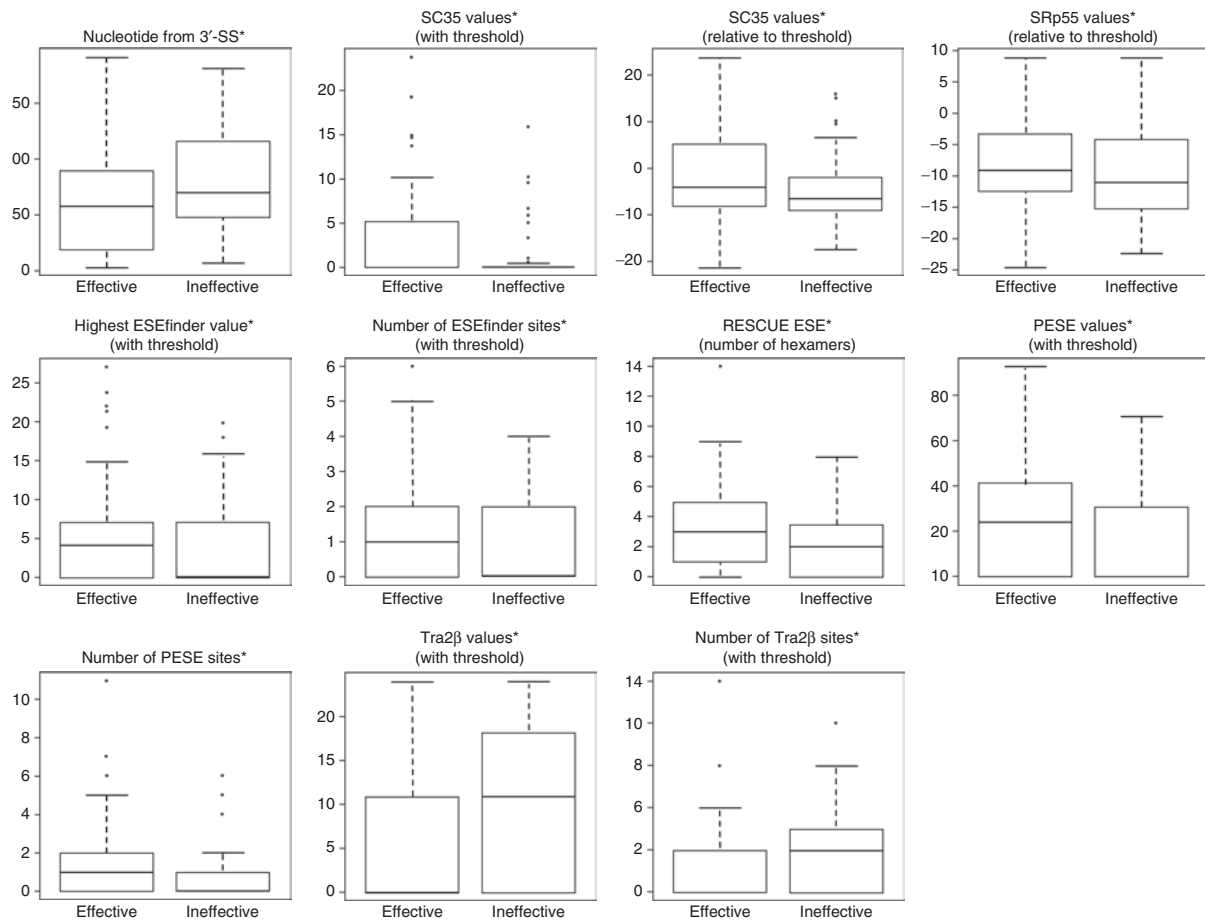 Nucleotide from 3′-SS*
50
00
50
0
Effective
Ineffective
SC35 values*
(with threshold)
20
15
10
5
0
Effective
Ineffective
SC35 values*
(relative to threshold)
20
10
0
−10
−20
Effective
Ineffective
SRp55 values*
(relative to threshold)
10
5
0
−5
−10
−15
−20
−25
Effective
Ineffective
Highest ESEfinder value*
(with threshold)
25
20
15
10
5
0
Effective
Ineffective
Number of ESEfinder sites*
(with threshold)
6
5
4
3
2
1
0
Effective
Ineffective
RESCUE ESE*
(number of hexamers)
14
12
10
8
6
4
2
0
Effective
Ineffective
PESE values*
(with threshold)
80
60
40
20
10
Effective
Ineffective
Number of PESE sites*
10
8
6
4
2
0
Effective
Ineffective
Tra2β values*
(with threshold)
20
15
10
5
0
Effective
Ineffective
Number of Tra2β sites*
(with threshold)
14
12
8
6
2
0
Effective
Ineffective